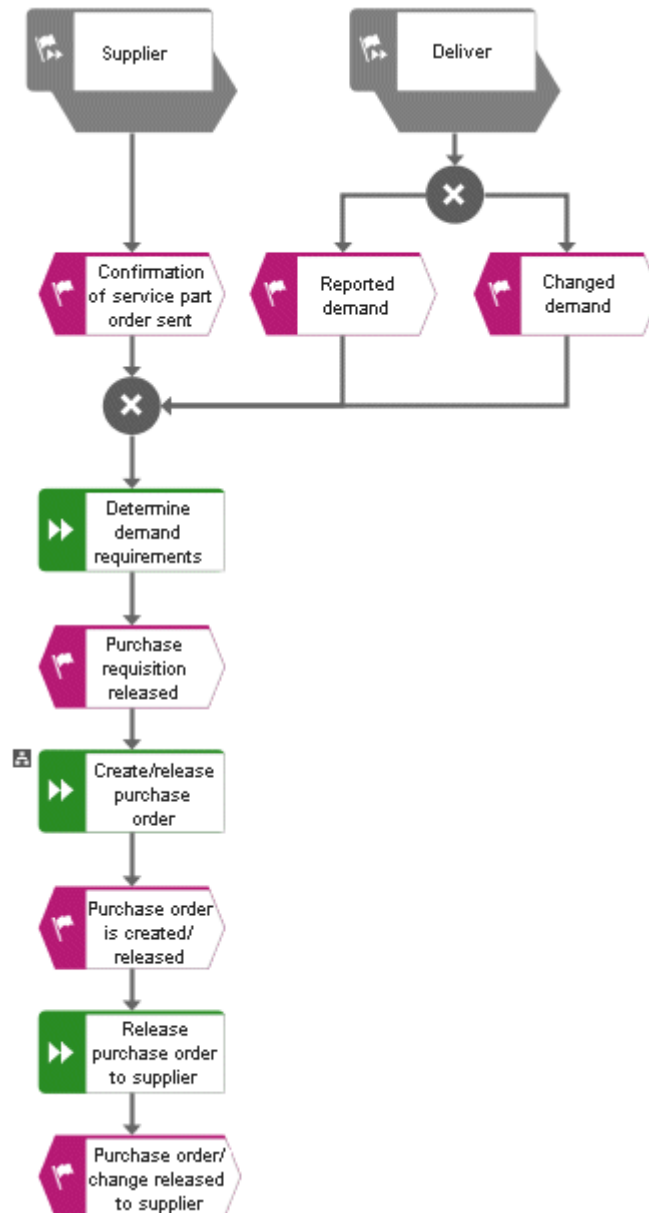 Supplier
Deliver
Confirmation
of service part
order sent
Reported
demand
Changed
demand
Determine
demand
requirements
Purchase
requisition
released
Create/release
purchase
order
Purchase order
is created/
released
Release
purchase order
to supplier
Purchase order/
change released
to supplier